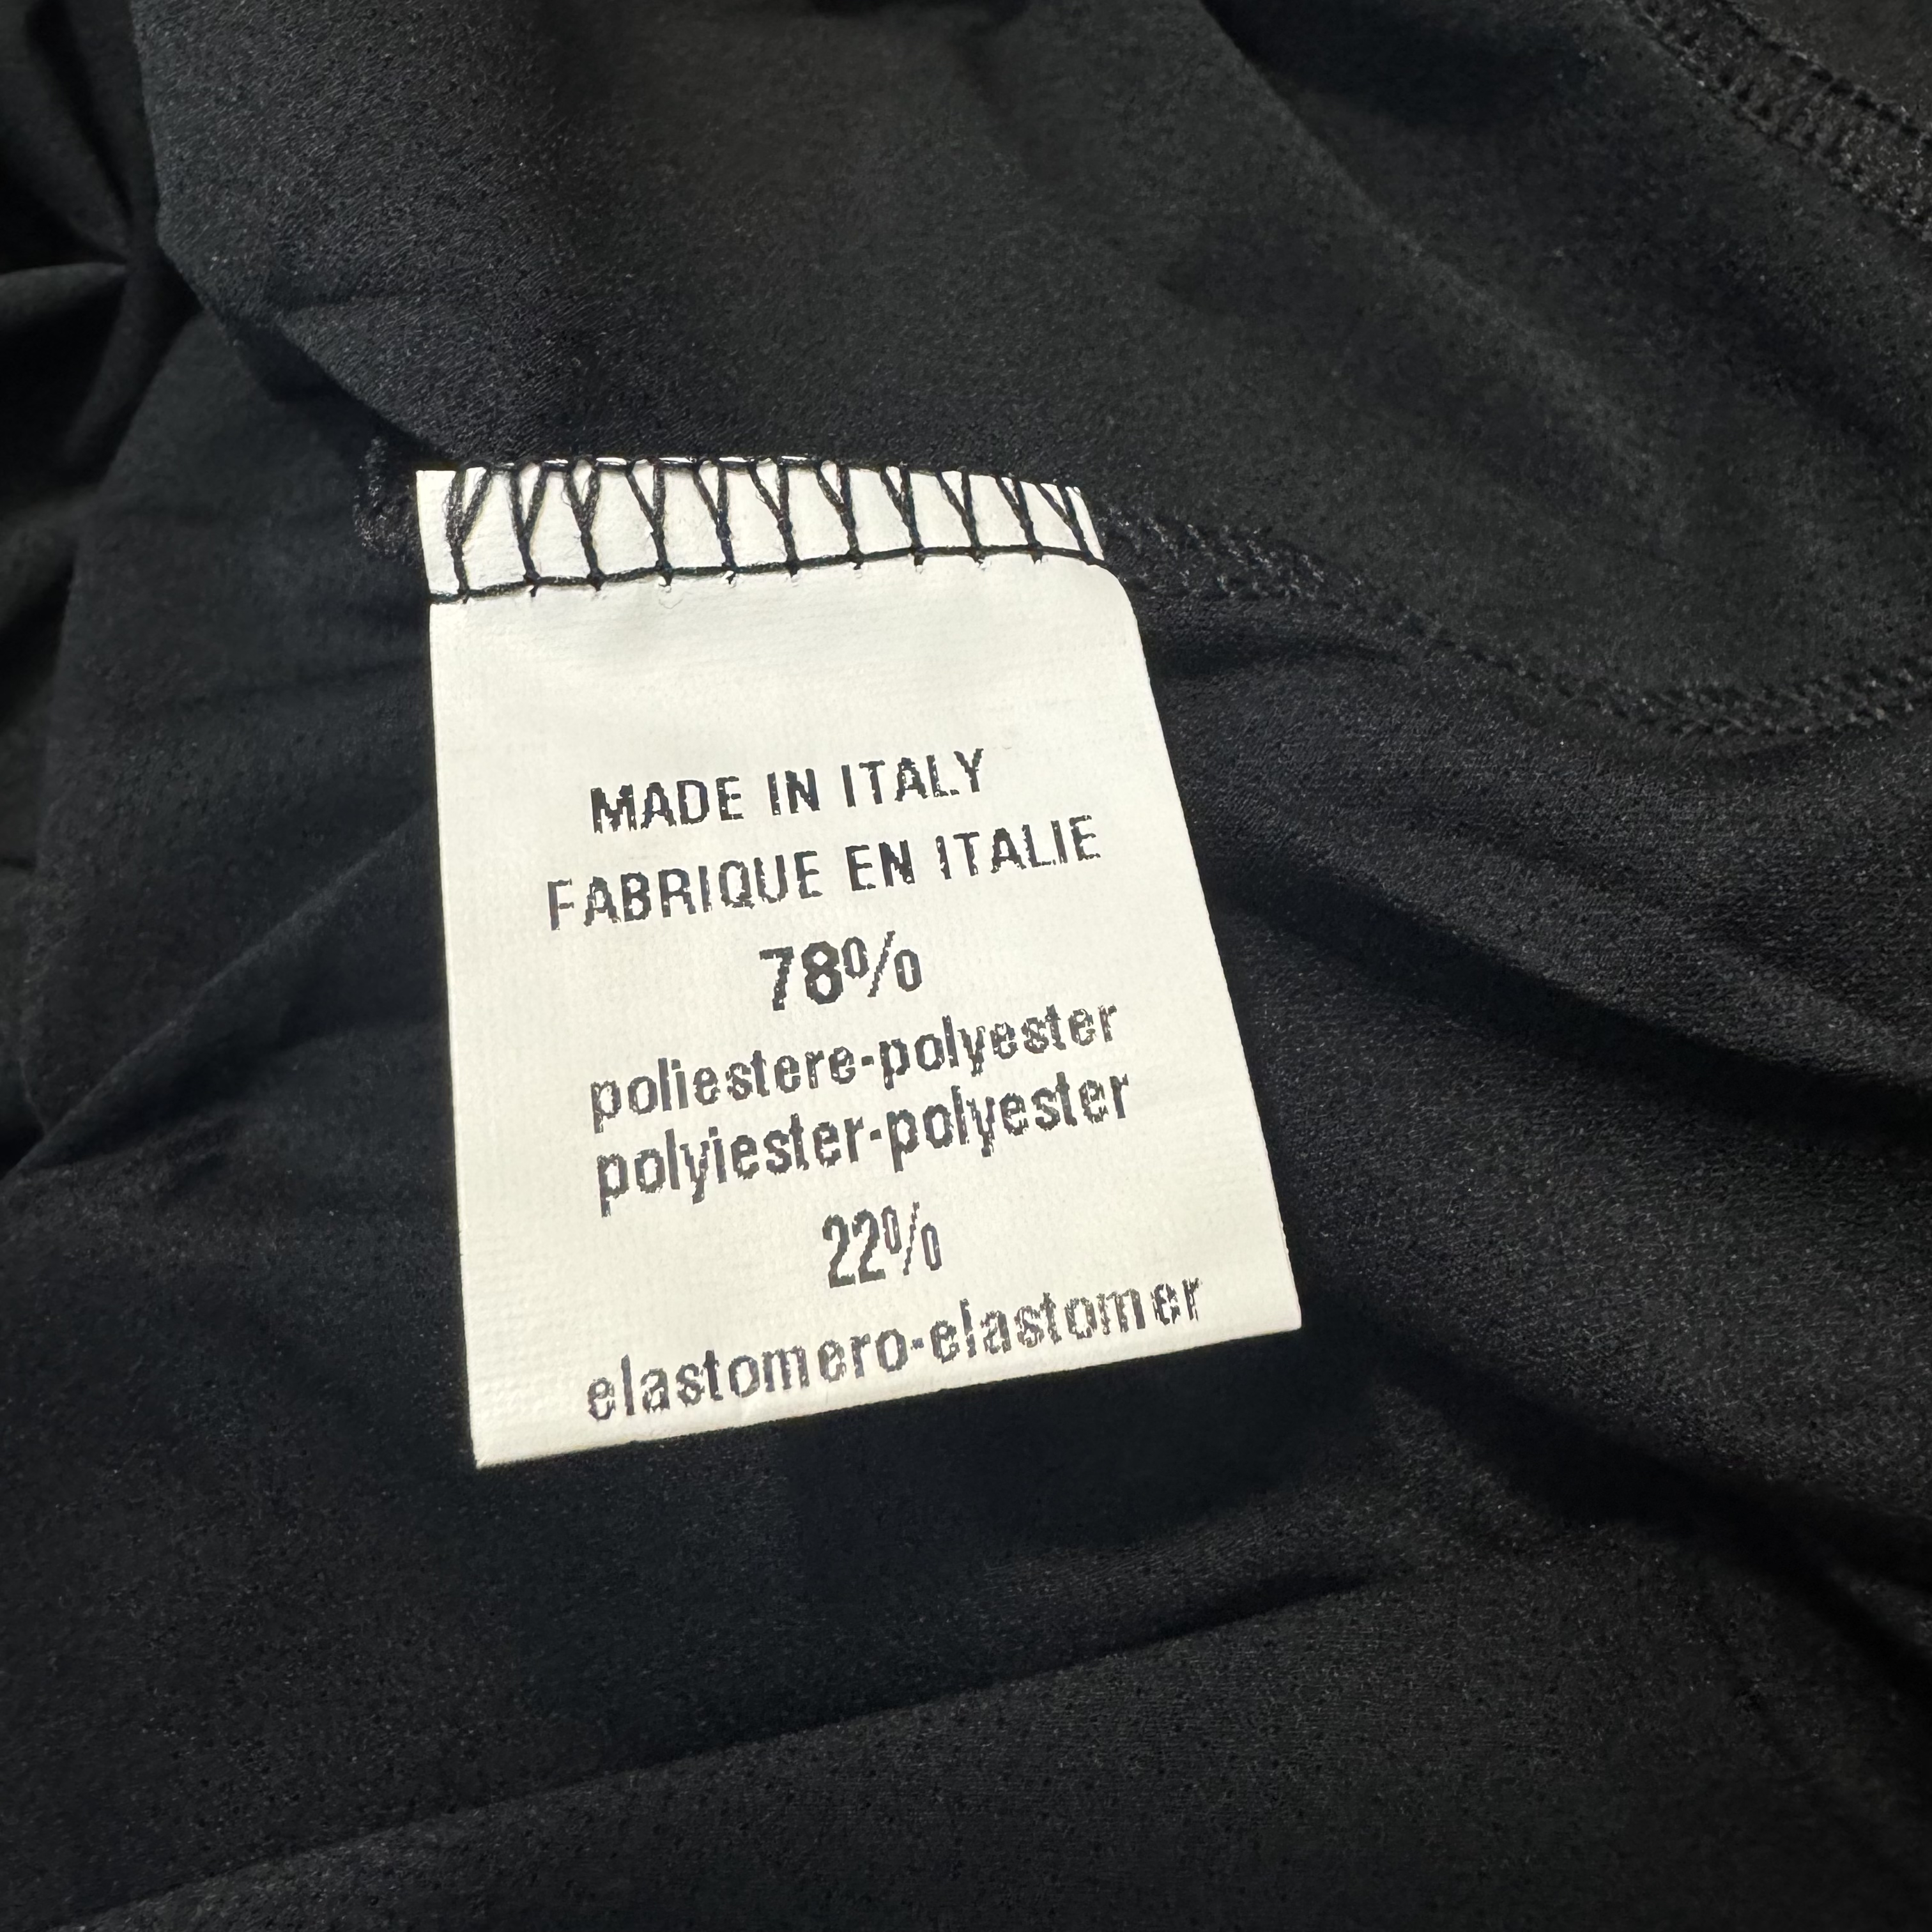 MADE IN ITALY
FABRIQUE EN ITALIE
78%
poliestere-polyester
polyiester-polyester
22%
elastomero-elastomer